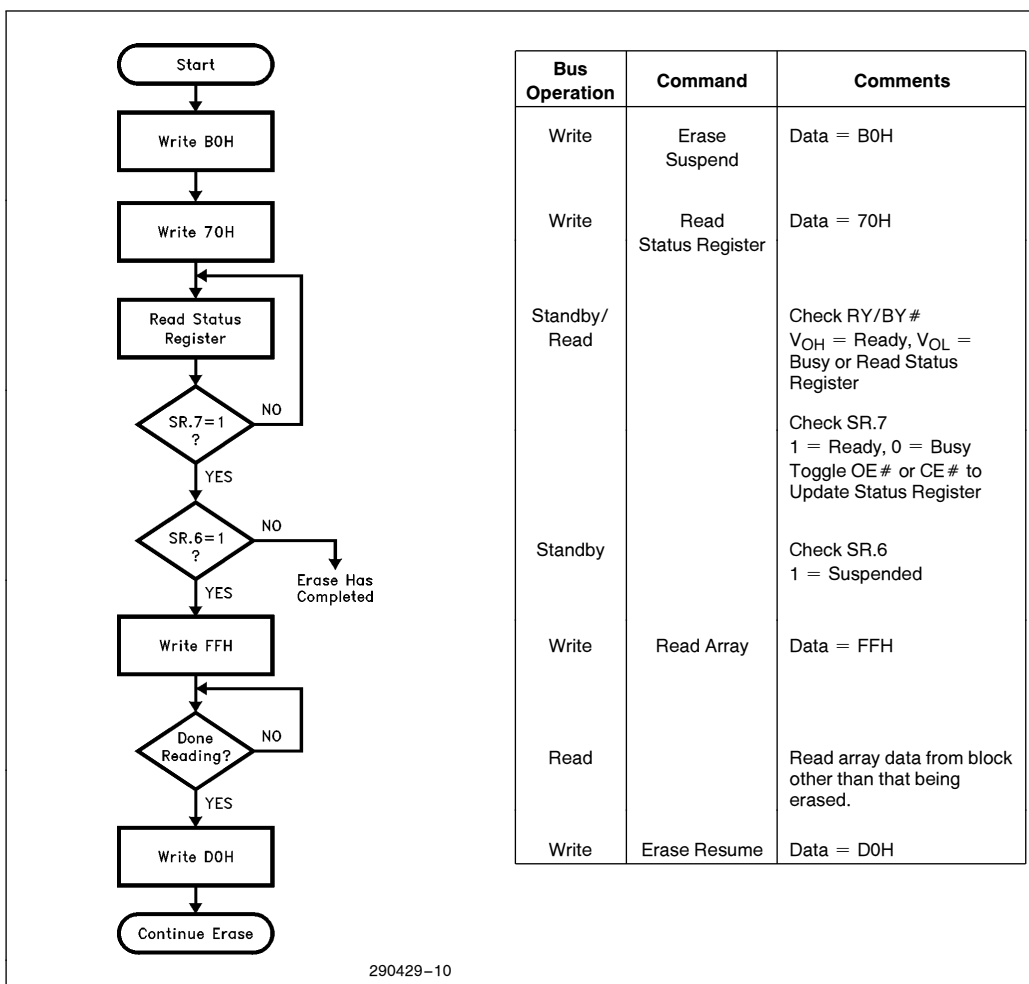 Start
Write B0H
Write 70H
Read Status
Register
SR.7=1
?
NO
YES
SR.6=1
?
NO
Erase Has
Completed
YES
Write FFH
Done
Reading?
NO
YES
Write D0H
Continue Erase
290429–10
Bus
Operation
Command
Comments
Write
Erase
Suspend
Data = B0H
Write
Read
Status Register
Data = 70H
Standby/
Read
Check RY/BY#
VOH = Ready, VOL =
Busy or Read Status
Register
Check SR.7
1 = Ready, 0 = Busy
Toggle OE# or CE# to
Update Status Register
Standby
Check SR.6
1 = Suspended
Write
Read Array
Data = FFH
Read
Read array data from block
other than that being
erased.
Write
Erase Resume
Data = D0H